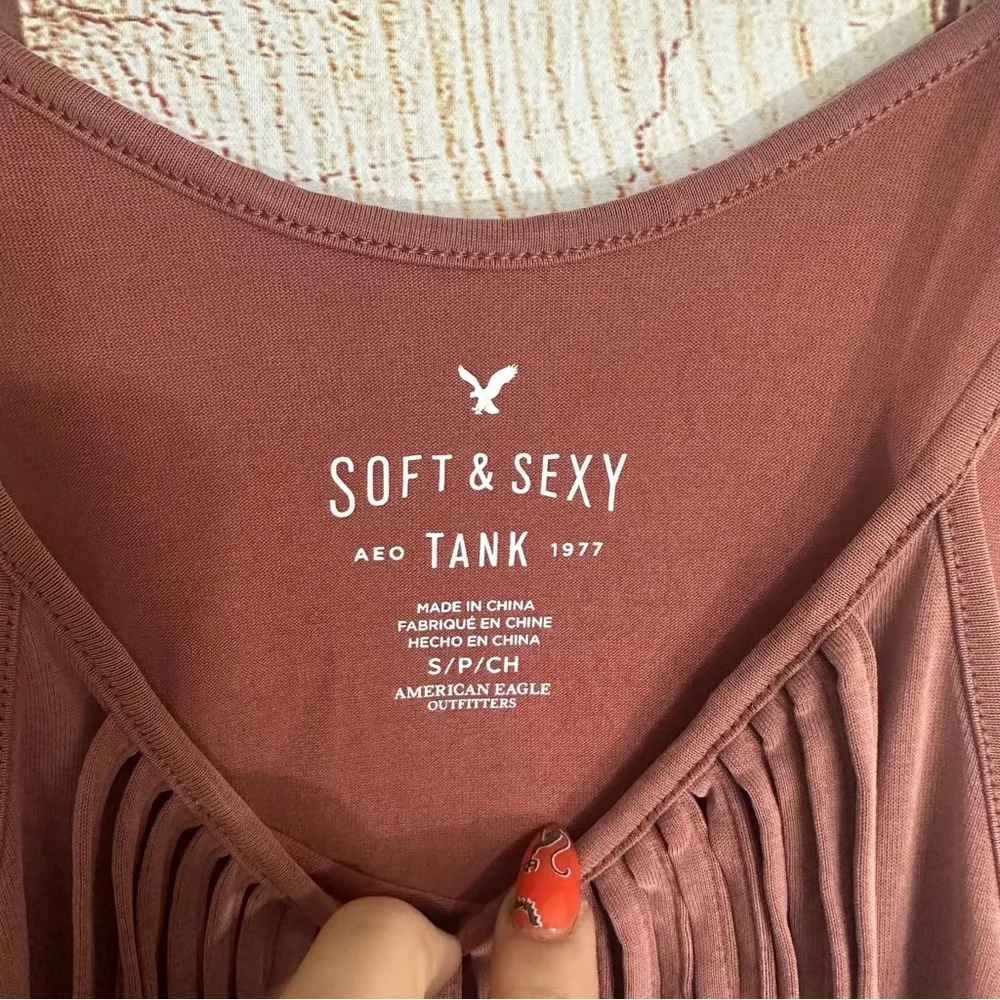 SOFT & SEXY
AEO TANK 1977
MADE IN CHINA
FABRIQUÉ EN CHINE
HECHO EN CHINA
S/P/CH
AMERICAN EAGLE
OUTFITTERS